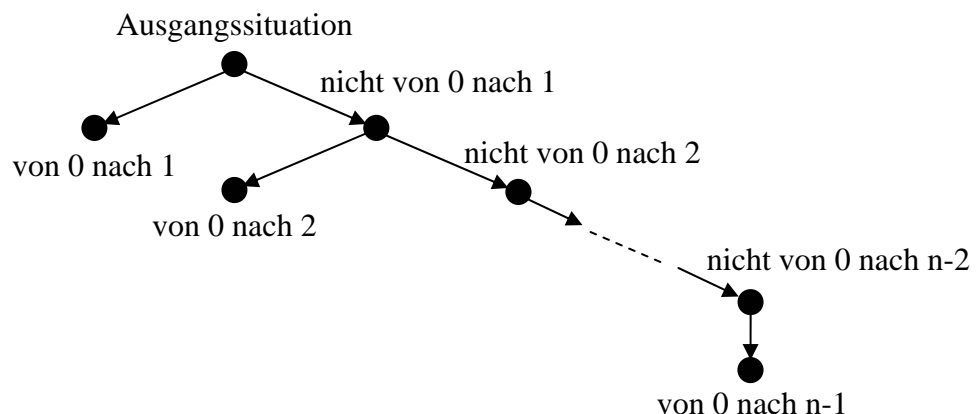 Ausgangssituation
nicht von 0 nach 1
von 0 nach 1
nicht von 0 nach 2
von 0 nach 2
nicht von 0 nach n-2
von 0 nach n-1